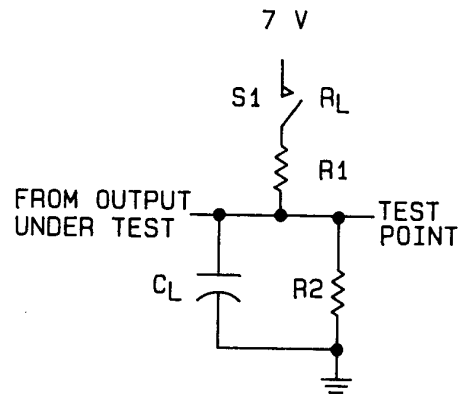 7 V
S1 RL
R1
FROM OUTPUT
UNDER TEST
TEST
POINT
CL
R2